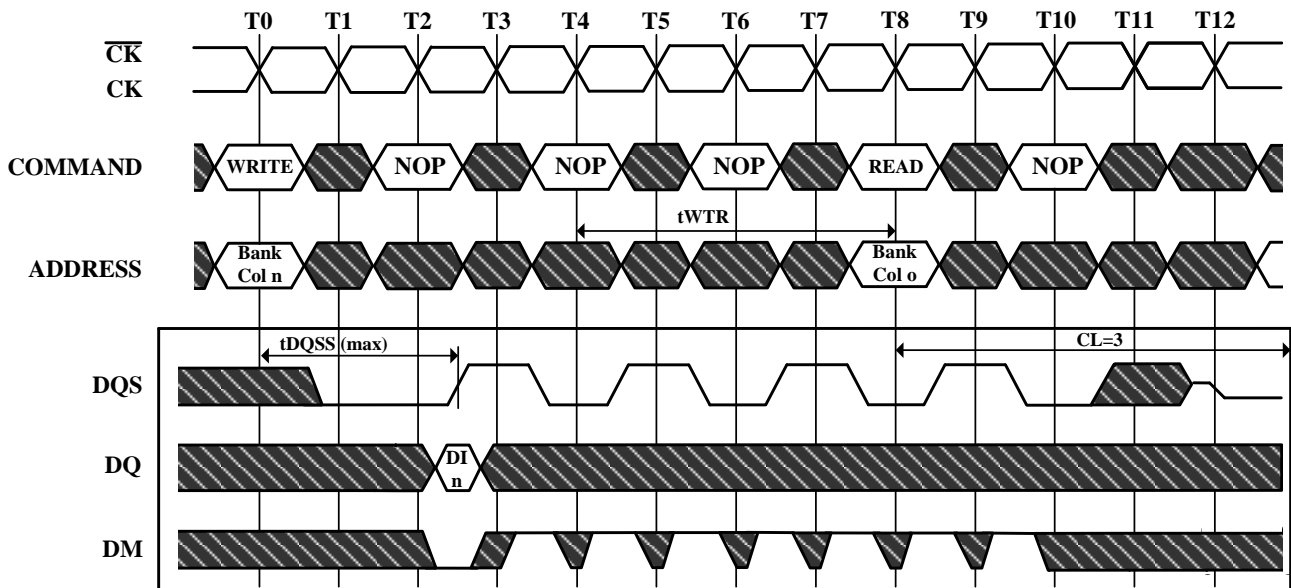 T0 T1 T2 T3 T4 T5 T6 T7 T8 T9 T10 T11 T12
CK
CK
COMMAND WRITE NOP NOP NOP READ NOP
tWTR
ADDRESS Bank Col n Bank Col o
tDQSS (max) CL=3
DQS
DQ DI n
DM